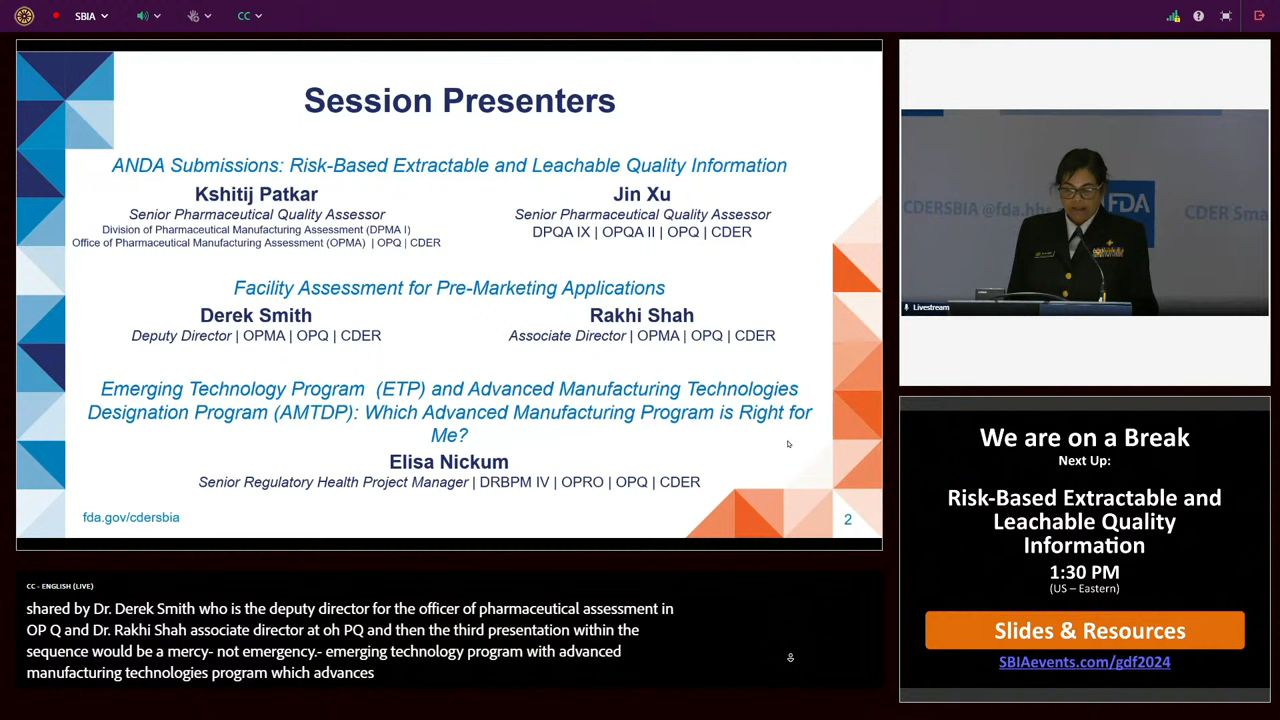 SBIA
CC
Session Presenters
ANDA Submissions: Risk-Based Extractable and Leachable Quality Information
Kshitij Patkar
Senior Pharmaceutical Quality Assessor
Division of Pharmaceutical Manufacturing Assessment (DPMA I)
Office of Pharmaceutical Manufacturing Assessment (OPMA) | OPQ | CDER
Jin Xu
Senior Pharmaceutical Quality Assessor
DPQA IX | OPQA II | OPQ | CDER
Facility Assessment for Pre-Marketing Applications
Derek Smith
Deputy Director | OPMA | OPQ | CDER
Rakhi Shah
Associate Director | OPMA | OPQ | CDER
Emerging Technology Program (ETP) and Advanced Manufacturing Technologies
Designation Program (AMTDP): Which Advanced Manufacturing Program is Right for
Me?
Elisa Nickum
Senior Regulatory Health Project Manager | DRBPM IV | OPRO | OPQ | CDER
fda.gov/cdersbia
2
CDERSBIA @fda.hhs
FDA
CDER Sma
Livestream
We are on a Break
Next Up:
Risk-Based Extractable and
Leachable Quality
Information
1:30 PM
(US – Eastern)
Slides & Resources
SBIAevents.com/gdf2024
CC - ENGLISH (LIVE)
shared by Dr. Derek Smith who is the deputy director for the officer of pharmaceutical assessment in
OP Q and Dr. Rakhi Shah associate director at oh PQ and then the third presentation within the
sequence would be a mercy- not emergency.- emerging technology program with advanced
manufacturing technologies program which advances